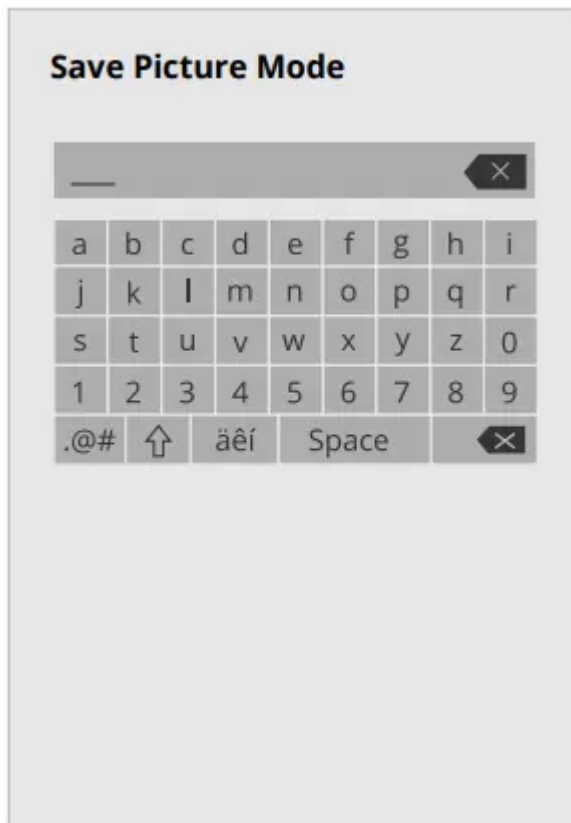 Save Picture Mode
a b c d e f g h i
j k l m n o p q r
s t u v w x y z 0
1 2 3 4 5 6 7 8 9
.@# äêí Space